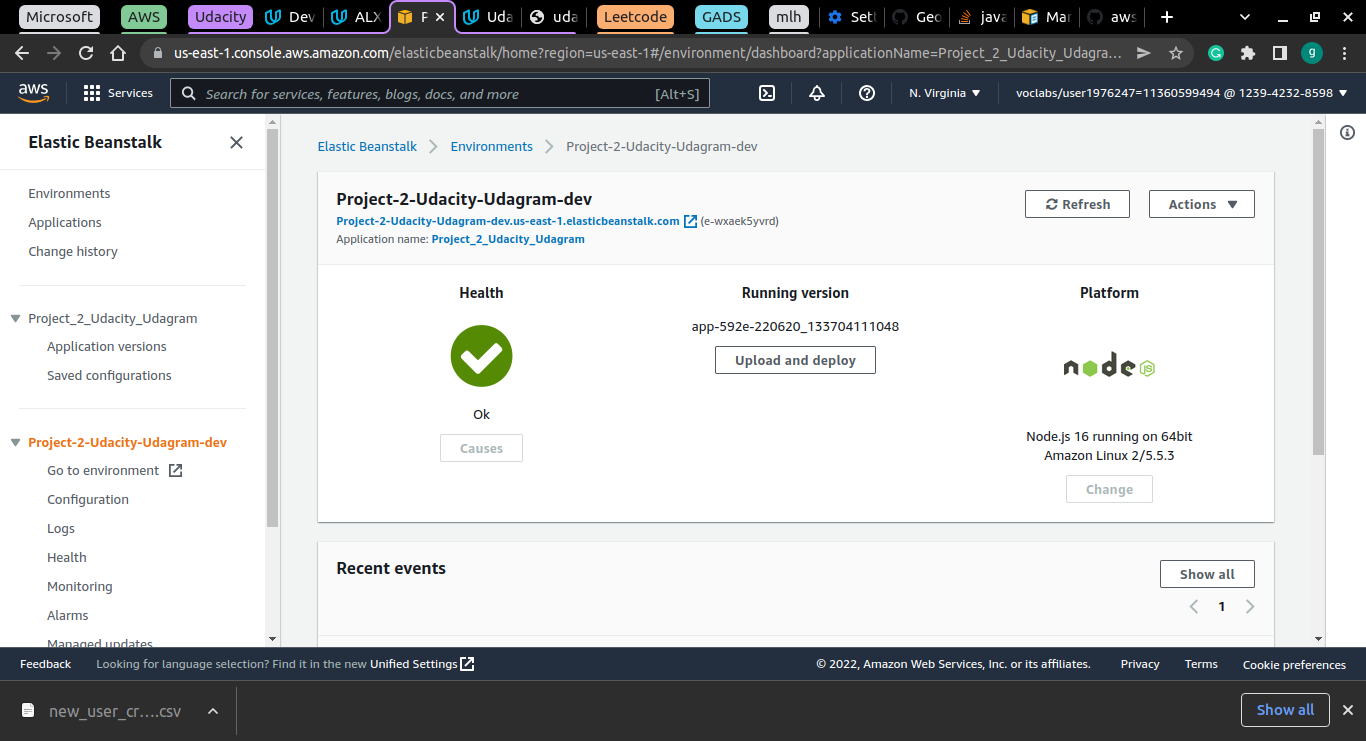 Microsoft AWS Udacity Dev ALX Uda uda Leetcode GADS mlh Set Geo java Mar aws
us-east-1.console.aws.amazon.com/elasticbeanstalk/home?region=us-east-1#/environment/dashboard?applicationName=Project_2_Udacity_Udagra...
g
aws Services Search for services, features, blogs, docs, and more [Alt+S] N. Virginia voclabs/user1976247=11360599494 @ 1239-4232-8598
Elastic Beanstalk
Environments
Applications
Change history
Project_2_Udacity_Udagram
Application versions
Saved configurations
Project-2-Udacity-Udagram-dev
Go to environment
Configuration
Logs
Health
Monitoring
Alarms
Managed updates
Elastic Beanstalk Environments Project-2-Udacity-Udagram-dev
Project-2-Udacity-Udagram-dev
Refresh Actions
Project-2-Udacity-Udagram-dev.us-east-1.elasticbeanstalk.com (e-wxaek5yvrd)
Application name: Project_2_Udacity_Udagram
Health
Ok
Causes
Running version
app-592e-220620_133704111048
Upload and deploy
Platform
node JS
Node.js 16 running on 64bit
Amazon Linux 2/5.5.3
Change
Recent events
Show all
1
Feedback Looking for language selection? Find it in the new Unified Settings © 2022, Amazon Web Services, Inc. or its affiliates. Privacy Terms Cookie preferences
new_user_cr....csv Show all